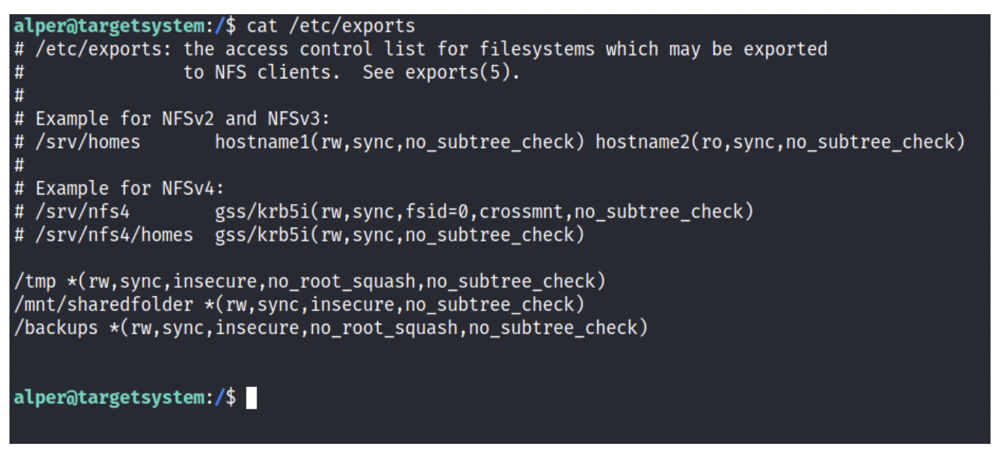 alper@targetsystem:/$ cat /etc/exports
# /etc/exports: the access control list for filesystems which may be exported
#               to NFS clients.  See exports(5).
#
# Example for NFSv2 and NFSv3:
# /srv/homes       hostname1(rw,sync,no_subtree_check) hostname2(ro,sync,no_subtree_check)
#
# Example for NFSv4:
# /srv/nfs4        gss/krb5i(rw,sync,fsid=0,crossmnt,no_subtree_check)
# /srv/nfs4/homes  gss/krb5i(rw,sync,no_subtree_check)
/tmp *(rw,sync,insecure,no_root_squash,no_subtree_check)
/mnt/sharedfolder *(rw,sync,insecure,no_subtree_check)
/backups *(rw,sync,insecure,no_root_squash,no_subtree_check)
alper@targetsystem:/$